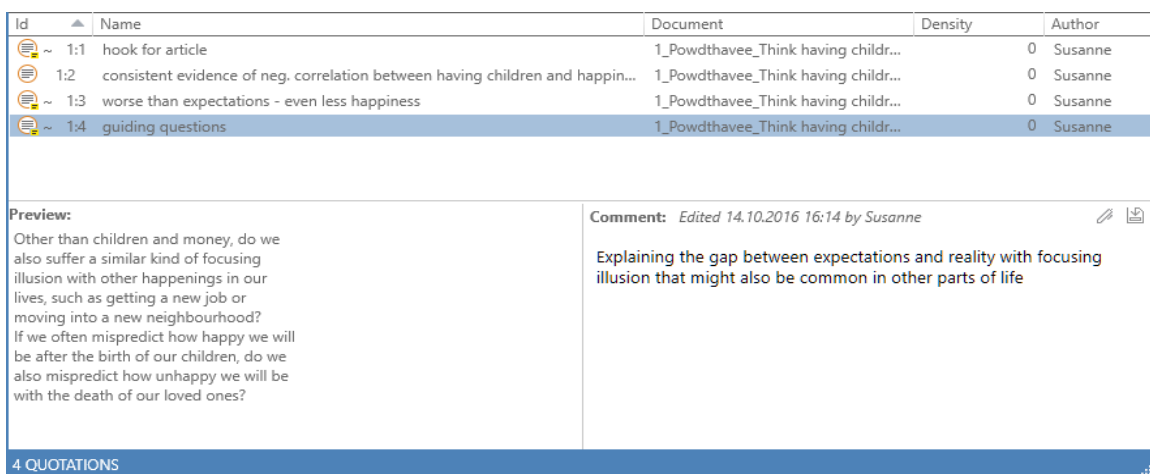 Id Name Document Density Author
~ 1:1 hook for article 1_Powdthavee_Think having childr... 0 Susanne
1:2 consistent evidence of neg. correlation between having children and happin... 1_Powdthavee_Think having childr... 0 Susanne
~ 1:3 worse than expectations - even less happiness 1_Powdthavee_Think having childr... 0 Susanne
~ 1:4 guiding questions 1_Powdthavee_Think having childr... 0 Susanne
Preview:
Other than children and money, do we
also suffer a similar kind of focusing
illusion with other happenings in our
lives, such as getting a new job or
moving into a new neighbourhood?
If we often mispredict how happy we will
be after the birth of our children, do we
also mispredict how unhappy we will be
with the death of our loved ones?
Comment: Edited 14.10.2016 16:14 by Susanne
Explaining the gap between expectations and reality with focusing
illusion that might also be common in other parts of life
4 QUOTATIONS